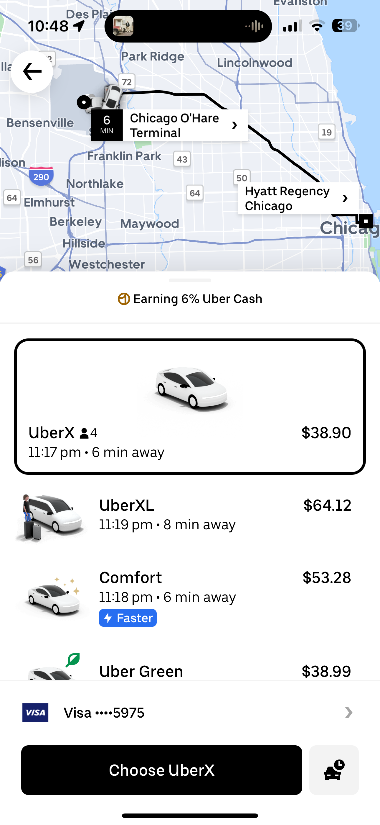 10:48
39
Des Pla
Evanston
Park Ridge
Lincolnwood
72
6
MIN
Chicago O'Hare
Terminal
Bensenville
19
Franklin Park
43
290
Northlake
50
64
64
Elmhurst
Hyatt Regency
Chicago
Berkeley
Maywood
Chicag
Hillside
56
Westchester
Earning 6% Uber Cash
UberX 4
$38.90
11:17 pm • 6 min away
UberXL
$64.12
11:19 pm • 8 min away
Comfort
$53.28
11:18 pm • 6 min away
Faster
Uber Green
$38.99
VISA
Visa ••••5975
Choose UberX